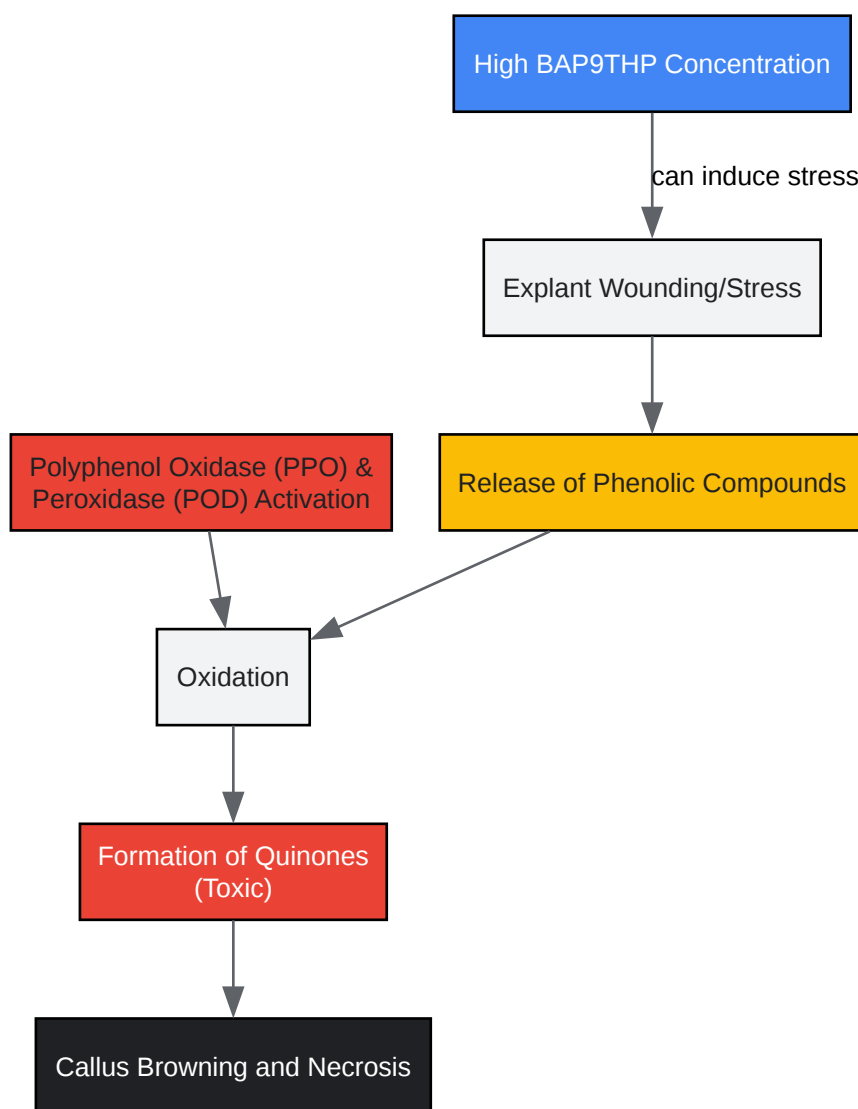 High BAP9THP Concentration
can induce stress
Explant Wounding/Stress
Polyphenol Oxidase (PPO) &
Peroxidase (POD) Activation
Release of Phenolic Compounds
Oxidation
Formation of Quinones
(Toxic)
Callus Browning and Necrosis